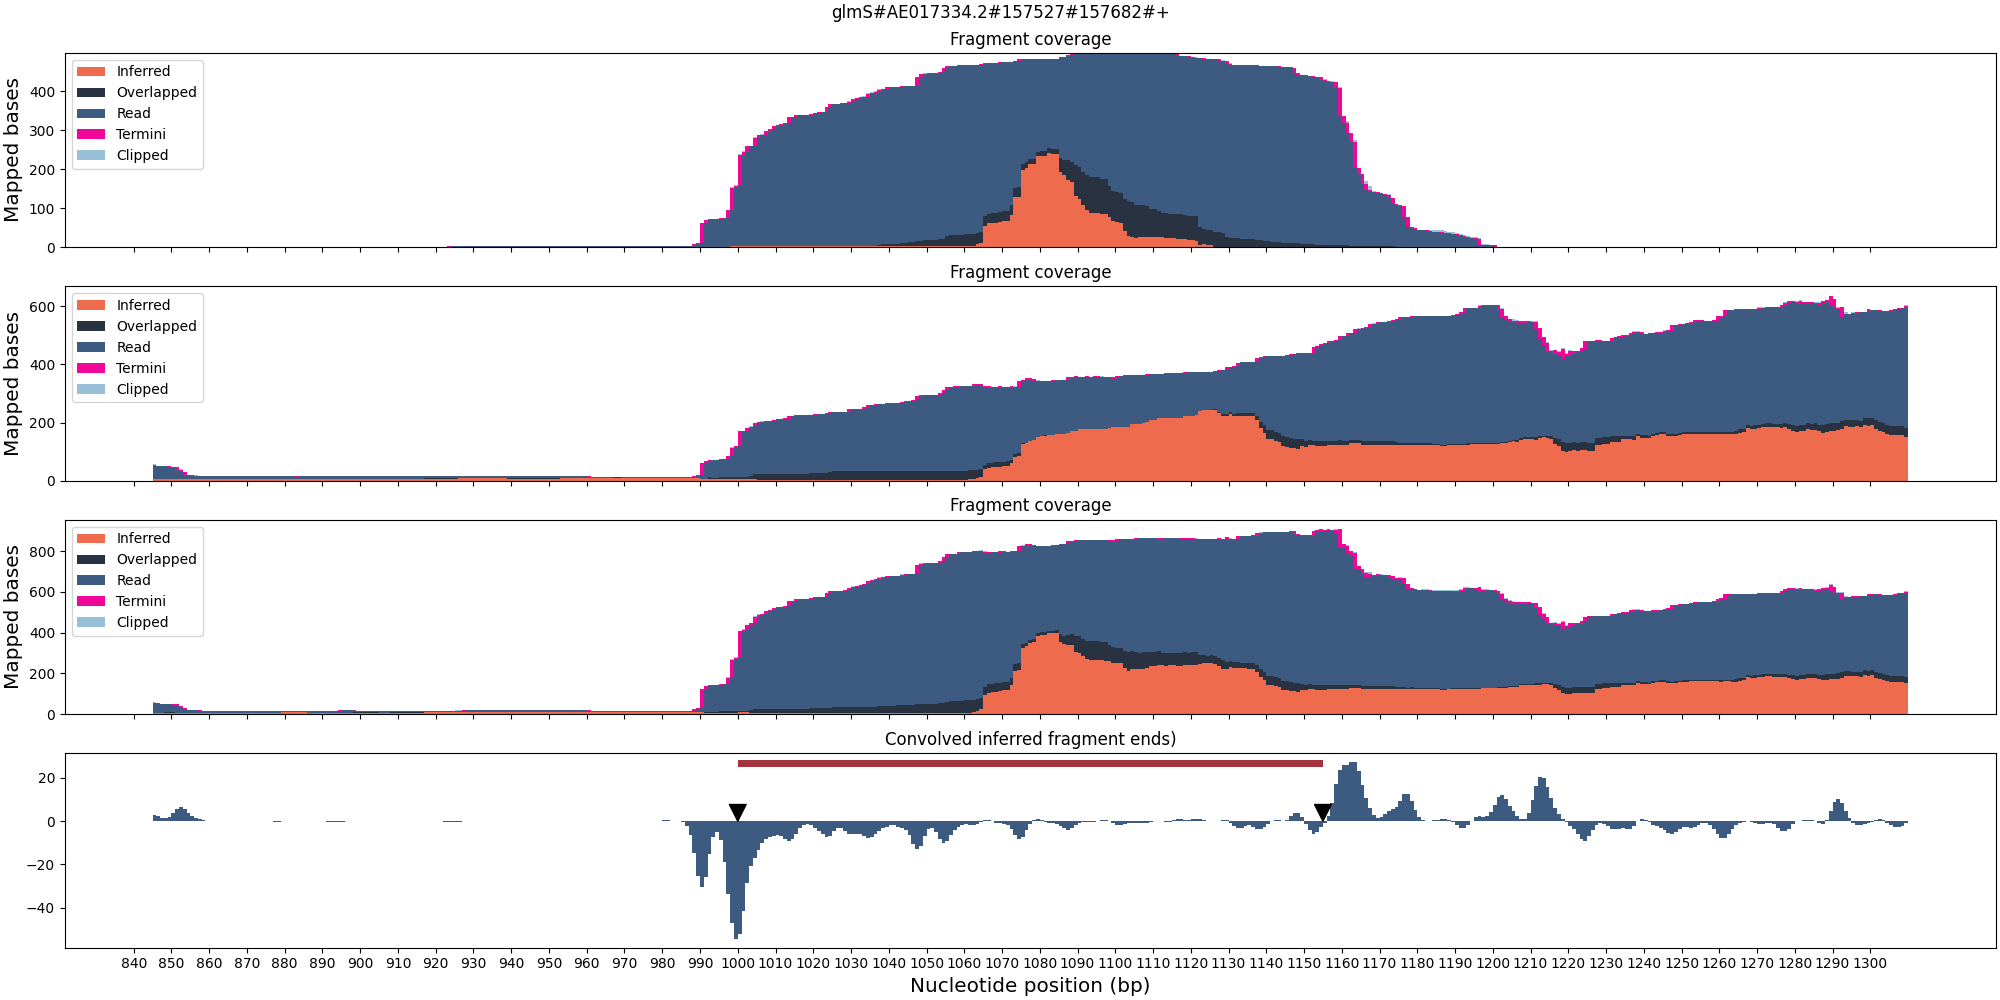 glmS#AE017334.2#157527#157682#+
Fragment coverage
Mapped bases
400
300
200
100
0
Inferred
Overlapped
Read
Termini
Clipped
Fragment coverage
Mapped bases
600
400
200
0
Inferred
Overlapped
Read
Termini
Clipped
Fragment coverage
Mapped bases
800
600
400
200
0
Inferred
Overlapped
Read
Termini
Clipped
Convolved inferred fragment ends)
20
0
−20
−40
840 850 860 870 880 890 900 910 920 930 940 950 960 970 980 990 1000 1010 1020 1030 1040 1050 1060 1070 1080 1090 1100 1110 1120 1130 1140 1150 1160 1170 1180 1190 1200 1210 1220 1230 1240 1250 1260 1270 1280 1290 1300
Nucleotide position (bp)